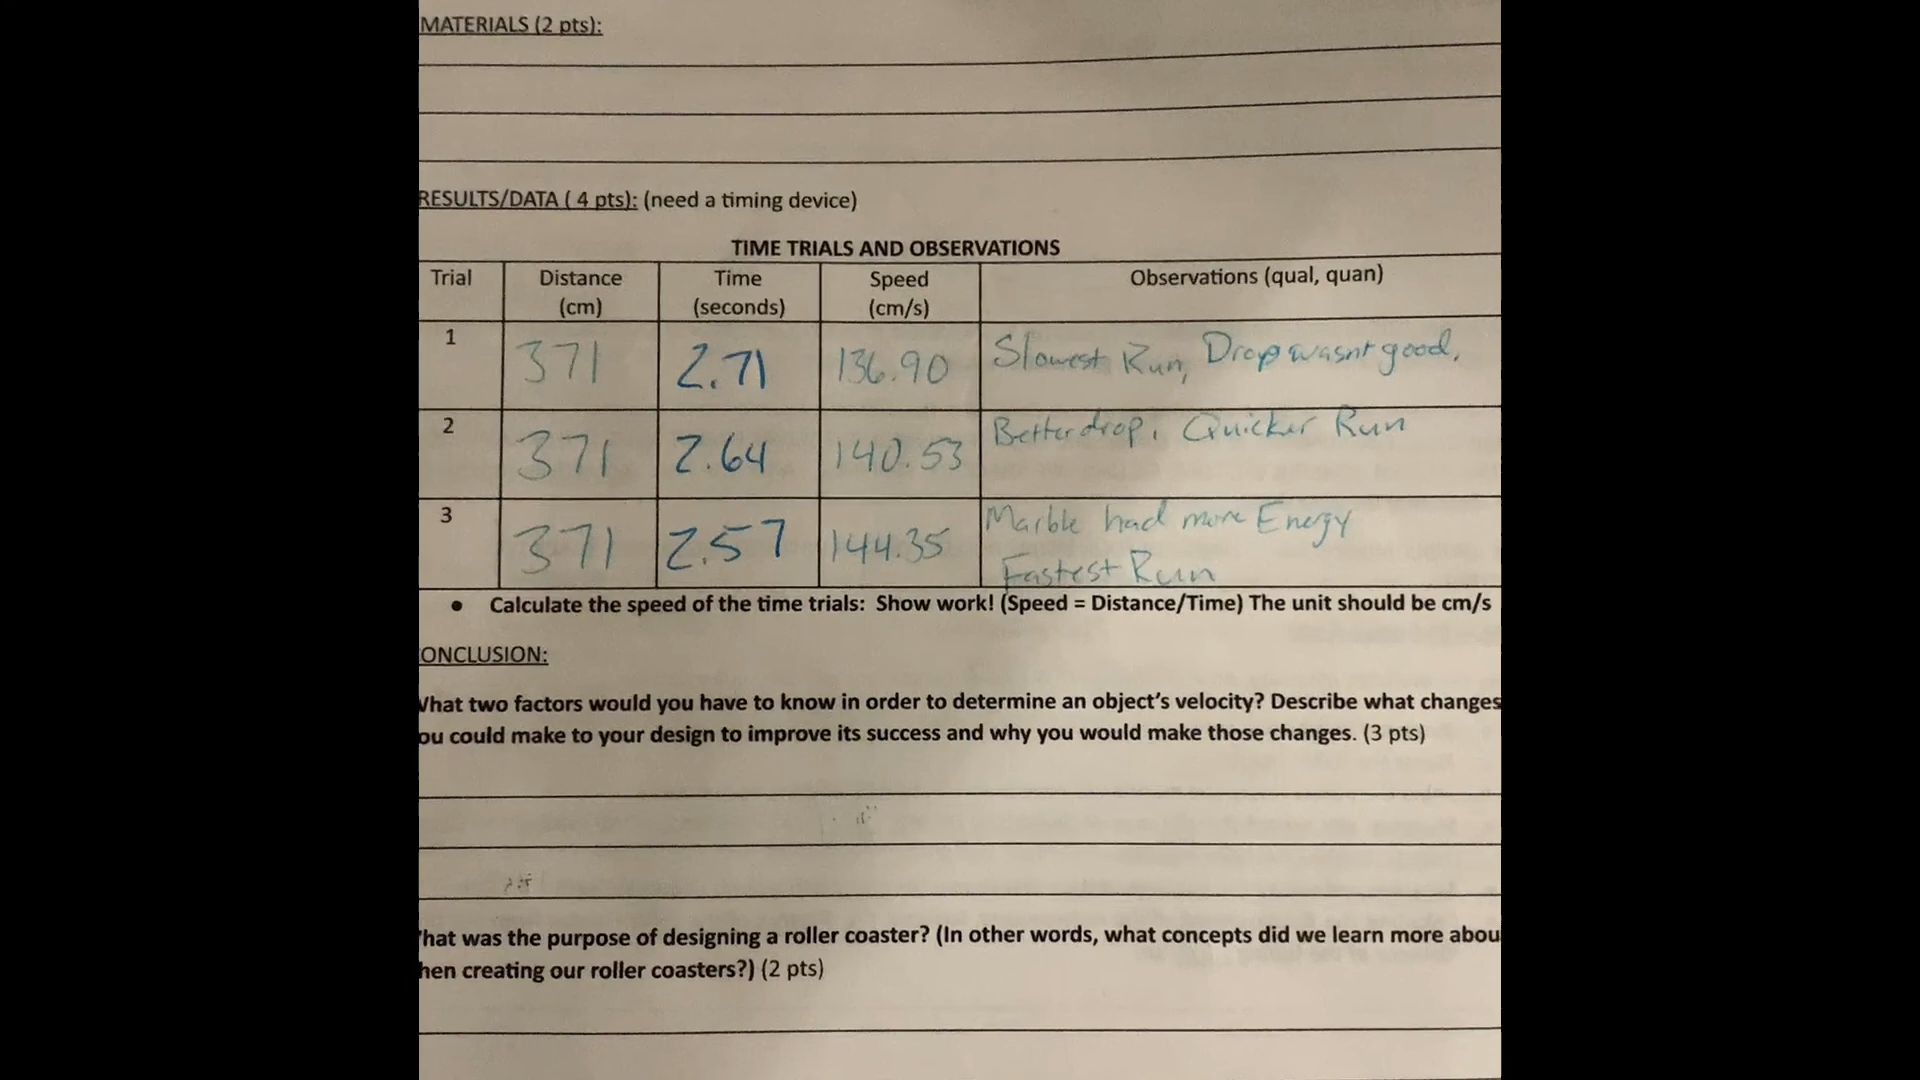 MATERIALS (2 pts):
RESULTS/DATA ( 4 pts): (need a timing device)
TIME TRIALS AND OBSERVATIONS
Trial Distance (cm) Time (seconds) Speed (cm/s) Observations (qual, quan)
1 371 2.71 136.90 Slowest Run, Drop wasnt good.
2 371 2.64 140.53 Better drop. Quicker Run
3 371 2.57 144.35 Marble had more Energy
Fastest Run
• Calculate the speed of the time trials: Show work! (Speed = Distance/Time) The unit should be cm/s
ONCLUSION:
hat two factors would you have to know in order to determine an object's velocity? Describe what changes
ou could make to your design to improve its success and why you would make those changes. (3 pts)
hat was the purpose of designing a roller coaster? (In other words, what concepts did we learn more abou
hen creating our roller coasters?) (2 pts)